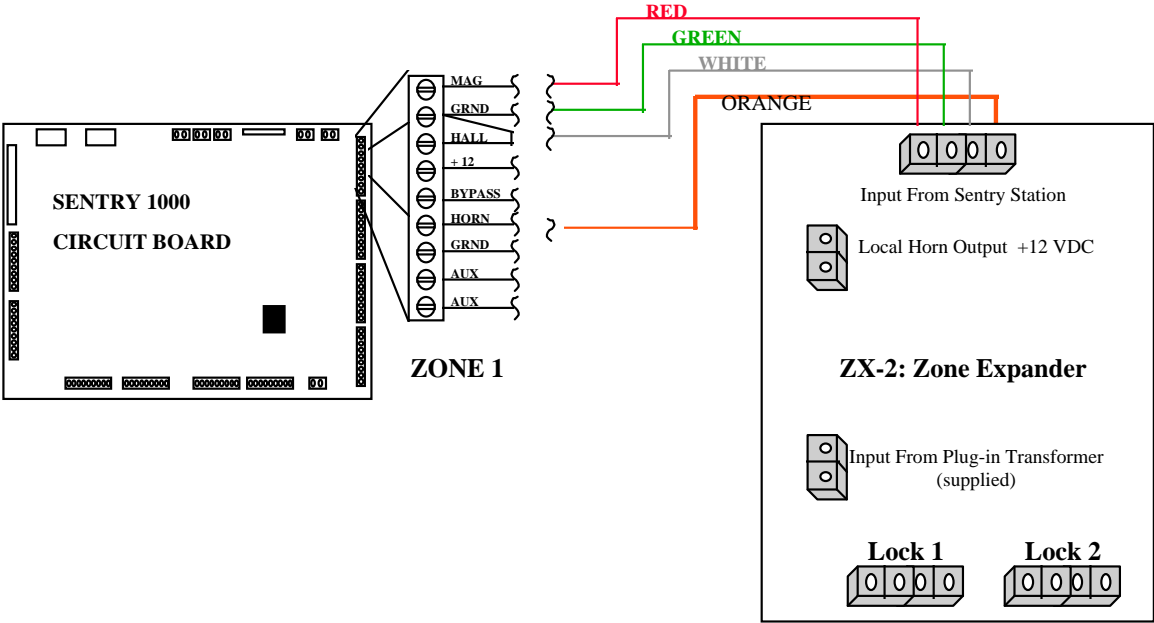 RED
GREEN
WHITE
ORANGE
MAG
GRND
HALL
+ 12
BYPASS
HORN
GRND
AUX
AUX
SENTRY 1000
CIRCUIT BOARD
ZONE 1
Input From Sentry Station
Local Horn Output +12 VDC
ZX-2: Zone Expander
Input From Plug-in Transformer
(supplied)
Lock 1
Lock 2